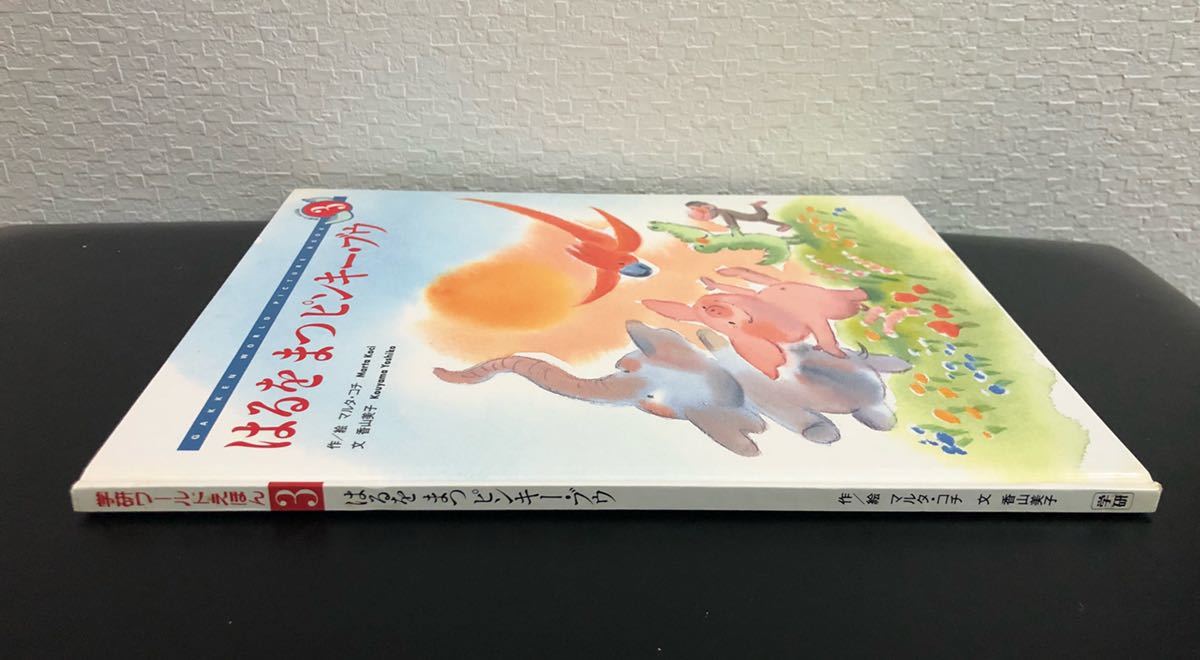 GAKKEN WORLD PICTURE BOOK
3
はるをまつピンキー・ブウ
作/絵 マルタ・コチ Marta Koci
文 香山美子 Kouyama Yoshiko
学研ワールドえほん 3 はるをまつピンキー・ブウ 作/絵 マルタ・コチ 文 香山美子 学研